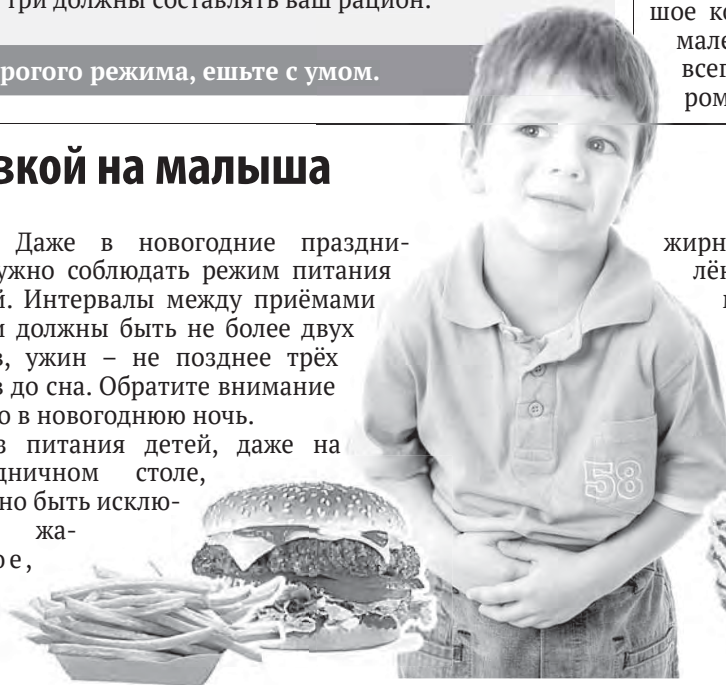 три должны составлять ваш рацион.
рогого режима, ешьте с умом.
шое ко
мале
всег
ром
зкой на малыша
Даже в новогодние праздни-
ужно соблюдать режим питания
й. Интервалы между приёмами
и должны быть не более двух
в, ужин – не позднее трёх
в до сна. Обратите внимание
о в новогоднюю ночь.
в питания детей, даже на
дничном столе,
но быть исклю-
жа-
ре,
жирн
лён
58